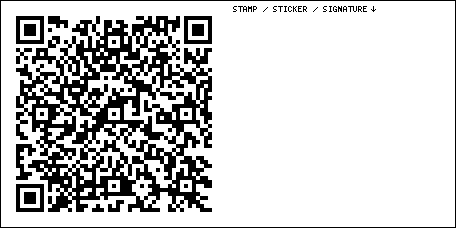 STAMP / STICKER / SIGNATURE ↓